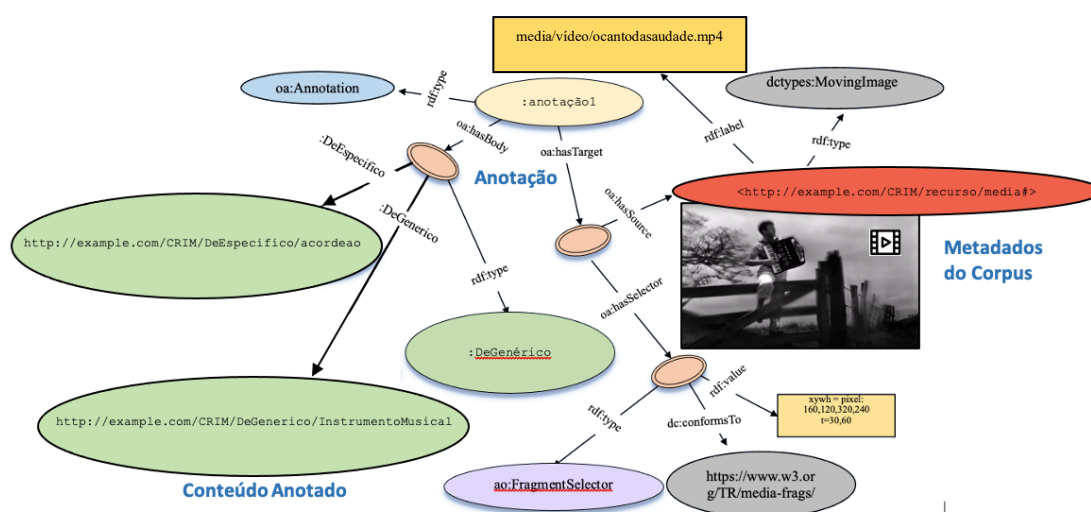 media/vídeo/ocantodasaudade.mp4
oa:Annotation
rdf:type
:anotação1
dctypes:MovingImage
rdf:label
rdf:type
:DeEspecifico
oa:hasBody
oa:hasTarget
Anotação
oa:hasSource
<http://example.com/CRIM/recurso/media#>
http://example.com/CRIM/DeEspecifico/acordeao
:DeGenerico
rdf:type
Metadados
do Corpus
oa:hasSelector
:DeGenérico
rdf:value
xywh = pixel:
160,120,320,240
t=30,60
http://example.com/CRIM/DeGenerico/InstrumentoMusical
rdf:type
dc:conformsTo
Conteúdo Anotado
ao:FragmentSelector
https://www.w3.or
g/TR/media-frags/